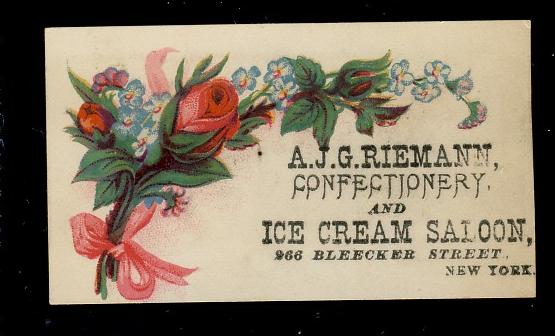 A.J.G.RIEMANN,
CONFECTIONERY,
AND
ICE CREAM SALOON,
266 BLEECKER STREET,
NEW YORK.